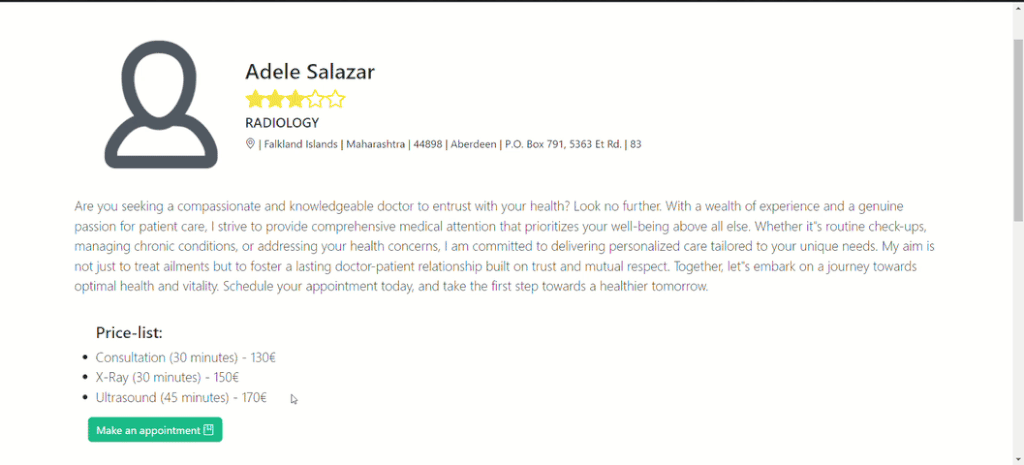 Adele Salazar
RADIOLOGY
| Falkland Islands | Maharashtra | 44898 | Aberdeen | P.O. Box 791, 5363 Et Rd. | 83
Are you seeking a compassionate and knowledgeable doctor to entrust with your health? Look no further. With a wealth of experience and a genuine
passion for patient care, I strive to provide comprehensive medical attention that prioritizes your well-being above all else. Whether it"s routine check-ups,
managing chronic conditions, or addressing your health concerns, I am committed to delivering personalized care tailored to your unique needs. My aim is
not just to treat ailments but to foster a lasting doctor-patient relationship built on trust and mutual respect. Together, let"s embark on a journey towards
optimal health and vitality. Schedule your appointment today, and take the first step towards a healthier tomorrow.
Price-list:
• Consultation (30 minutes) - 130€
• X-Ray (30 minutes) - 150€
• Ultrasound (45 minutes) - 170€
Make an appointment